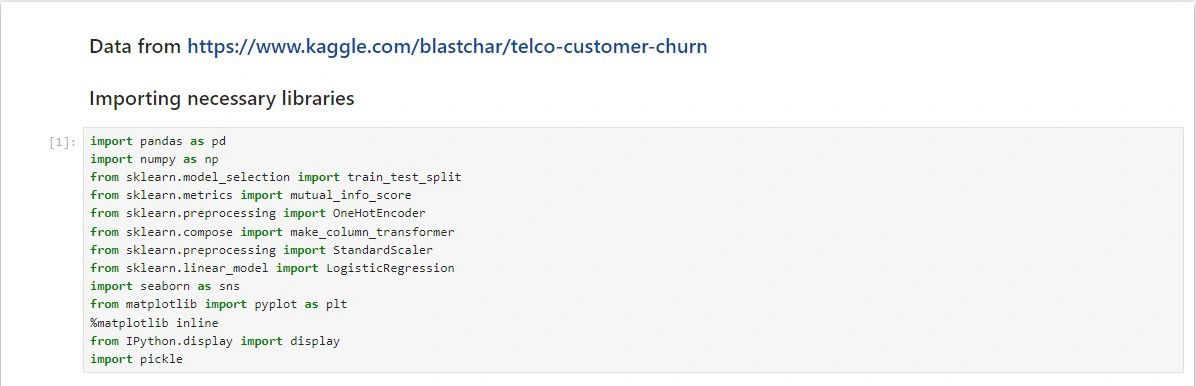 Data from https://www.kaggle.com/blastchar/telco-customer-churn
Importing necessary libraries
[1]: import pandas as pd
import numpy as np
from sklearn.model_selection import train_test_split
from sklearn.metrics import mutual_info_score
from sklearn.preprocessing import OneHotEncoder
from sklearn.compose import make_column_transformer
from sklearn.preprocessing import StandardScaler
from sklearn.linear_model import LogisticRegression
import seaborn as sns
from matplotlib import pyplot as plt
%matplotlib inline
from IPython.display import display
import pickle